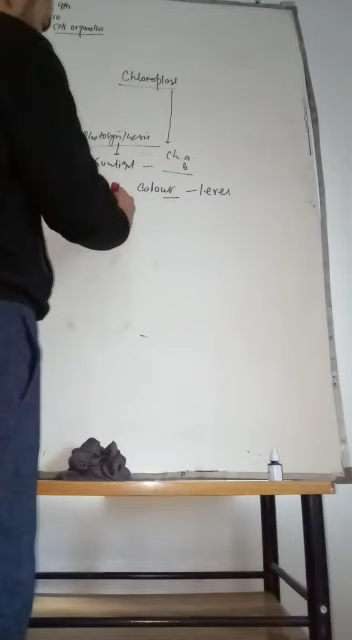 9th
10
Cell organelles
Chloroplast
Photosynthesis
Sunlight — Ch a
b
Colour — leves